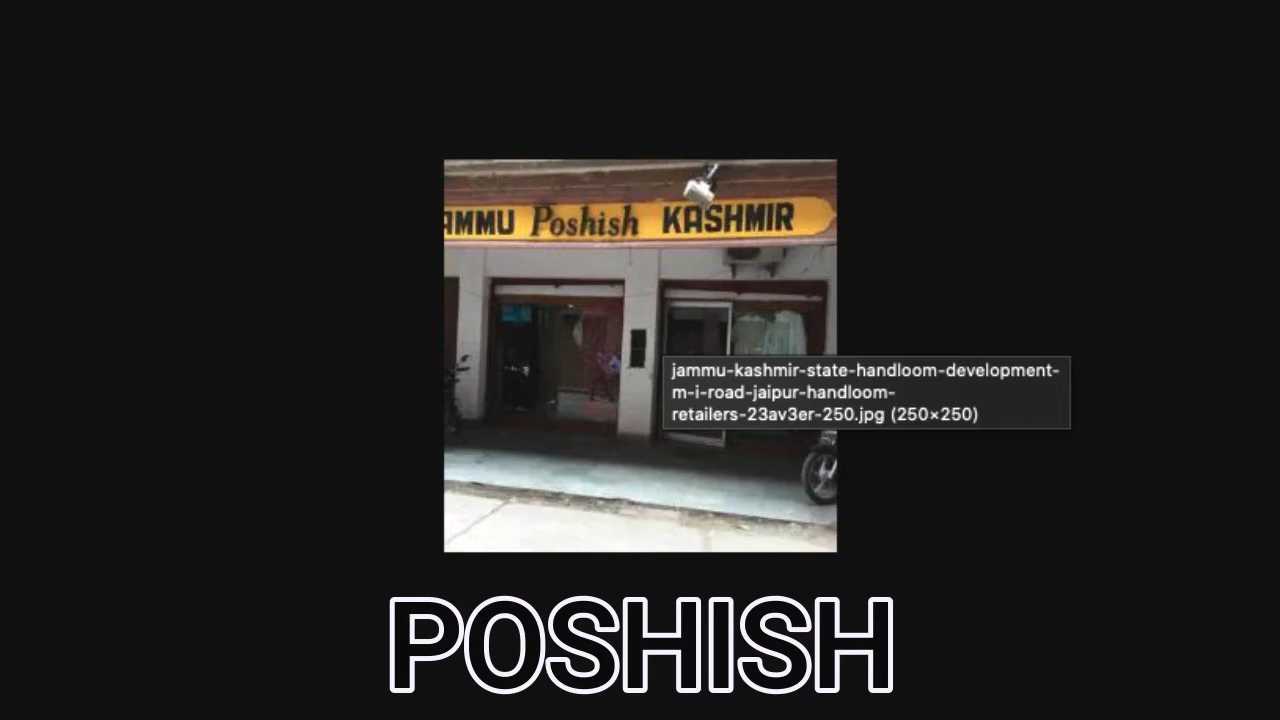 AMMU Poshish KASHMIR
jammu-kashmir-state-handloom-development-
m-i-road-jaipur-handloom-
retailers-23av3er-250.jpg (250×250)
POSHISH